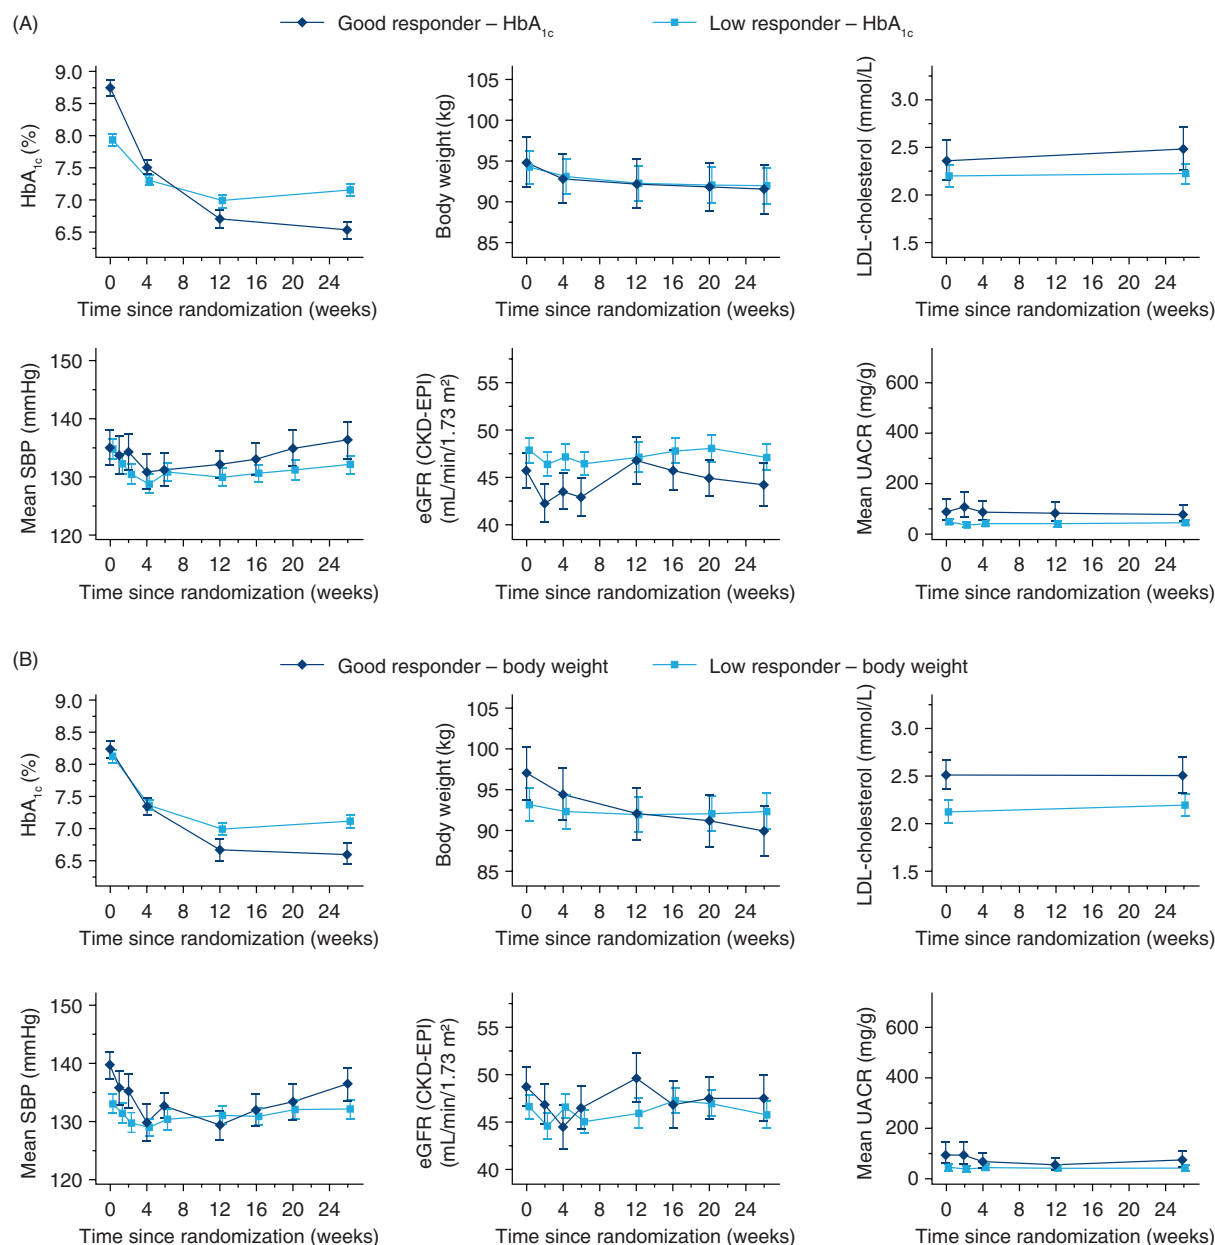 (A)
Good responder – HbA1c
Low responder – HbA1c
HbA1c (%)
9.0
8.5
8.0
7.5
7.0
6.5
0 4 8 12 16 20 24
Time since randomization (weeks)
Body weight (kg)
105
100
95
90
85
0 4 8 12 16 20 24
Time since randomization (weeks)
LDL-cholesterol (mmol/L)
3.0
2.5
2.0
1.5
0 4 8 12 16 20 24
Time since randomization (weeks)
Mean SBP (mmHg)
150
140
130
120
0 4 8 12 16 20 24
Time since randomization (weeks)
eGFR (CKD-EPI)
(mL/min/1.73 m²)
55
50
45
40
0 4 8 12 16 20 24
Time since randomization (weeks)
Mean UACR (mg/g)
600
400
200
0
0 4 8 12 16 20 24
Time since randomization (weeks)
(B)
Good responder – body weight
Low responder – body weight
HbA1c (%)
9.0
8.5
8.0
7.5
7.0
6.5
0 4 8 12 16 20 24
Time since randomization (weeks)
Body weight (kg)
105
100
95
90
85
0 4 8 12 16 20 24
Time since randomization (weeks)
LDL-cholesterol (mmol/L)
3.0
2.5
2.0
1.5
0 4 8 12 16 20 24
Time since randomization (weeks)
Mean SBP (mmHg)
150
140
130
120
0 4 8 12 16 20 24
Time since randomization (weeks)
eGFR (CKD-EPI)
(mL/min/1.73 m²)
55
50
45
40
0 4 8 12 16 20 24
Time since randomization (weeks)
Mean UACR (mg/g)
600
400
200
0
0 4 8 12 16 20 24
Time since randomization (weeks)